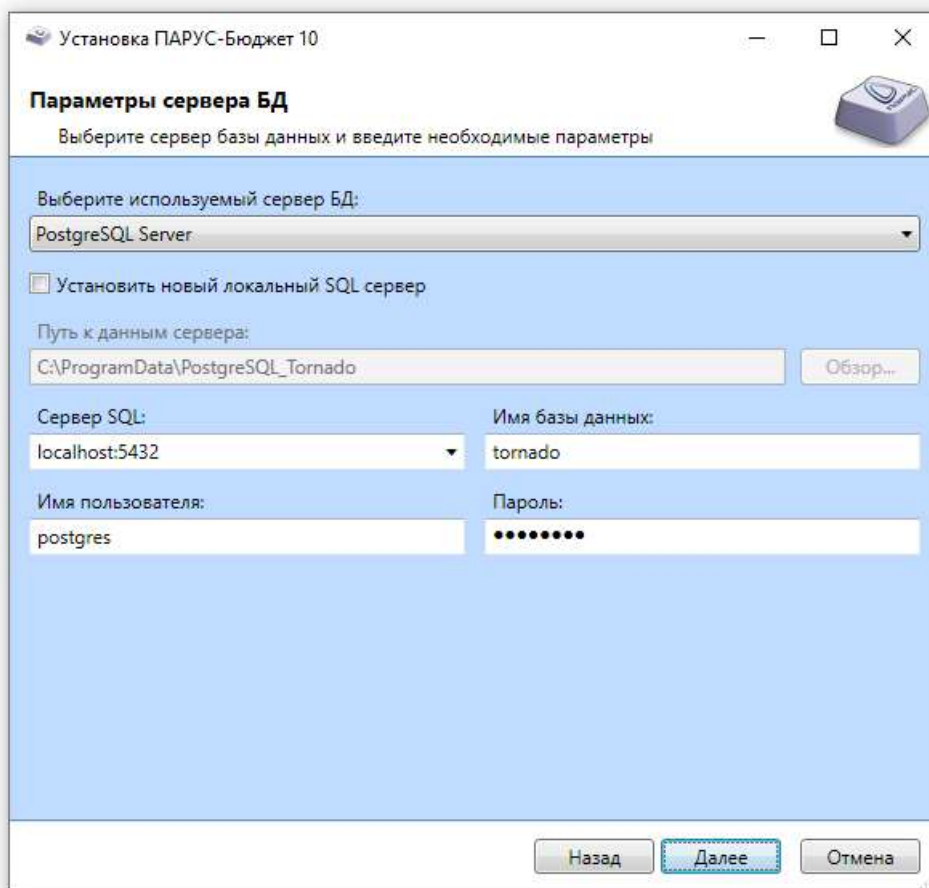 Установка ПАРУС-Бюджет 10
Параметры сервера БД
Выберите сервер базы данных и введите необходимые параметры
ПАРУС
Выберите используемый сервер БД:
PostgreSQL Server
Установить новый локальный SQL сервер
Путь к данным сервера:
C:\ProgramData\PostgreSQL_Tornado
Обзор...
Сервер SQL:
Имя базы данных:
localhost:5432
tornado
Имя пользователя:
Пароль:
postgres
●●●●●●●●
Назад
Далее
Отмена